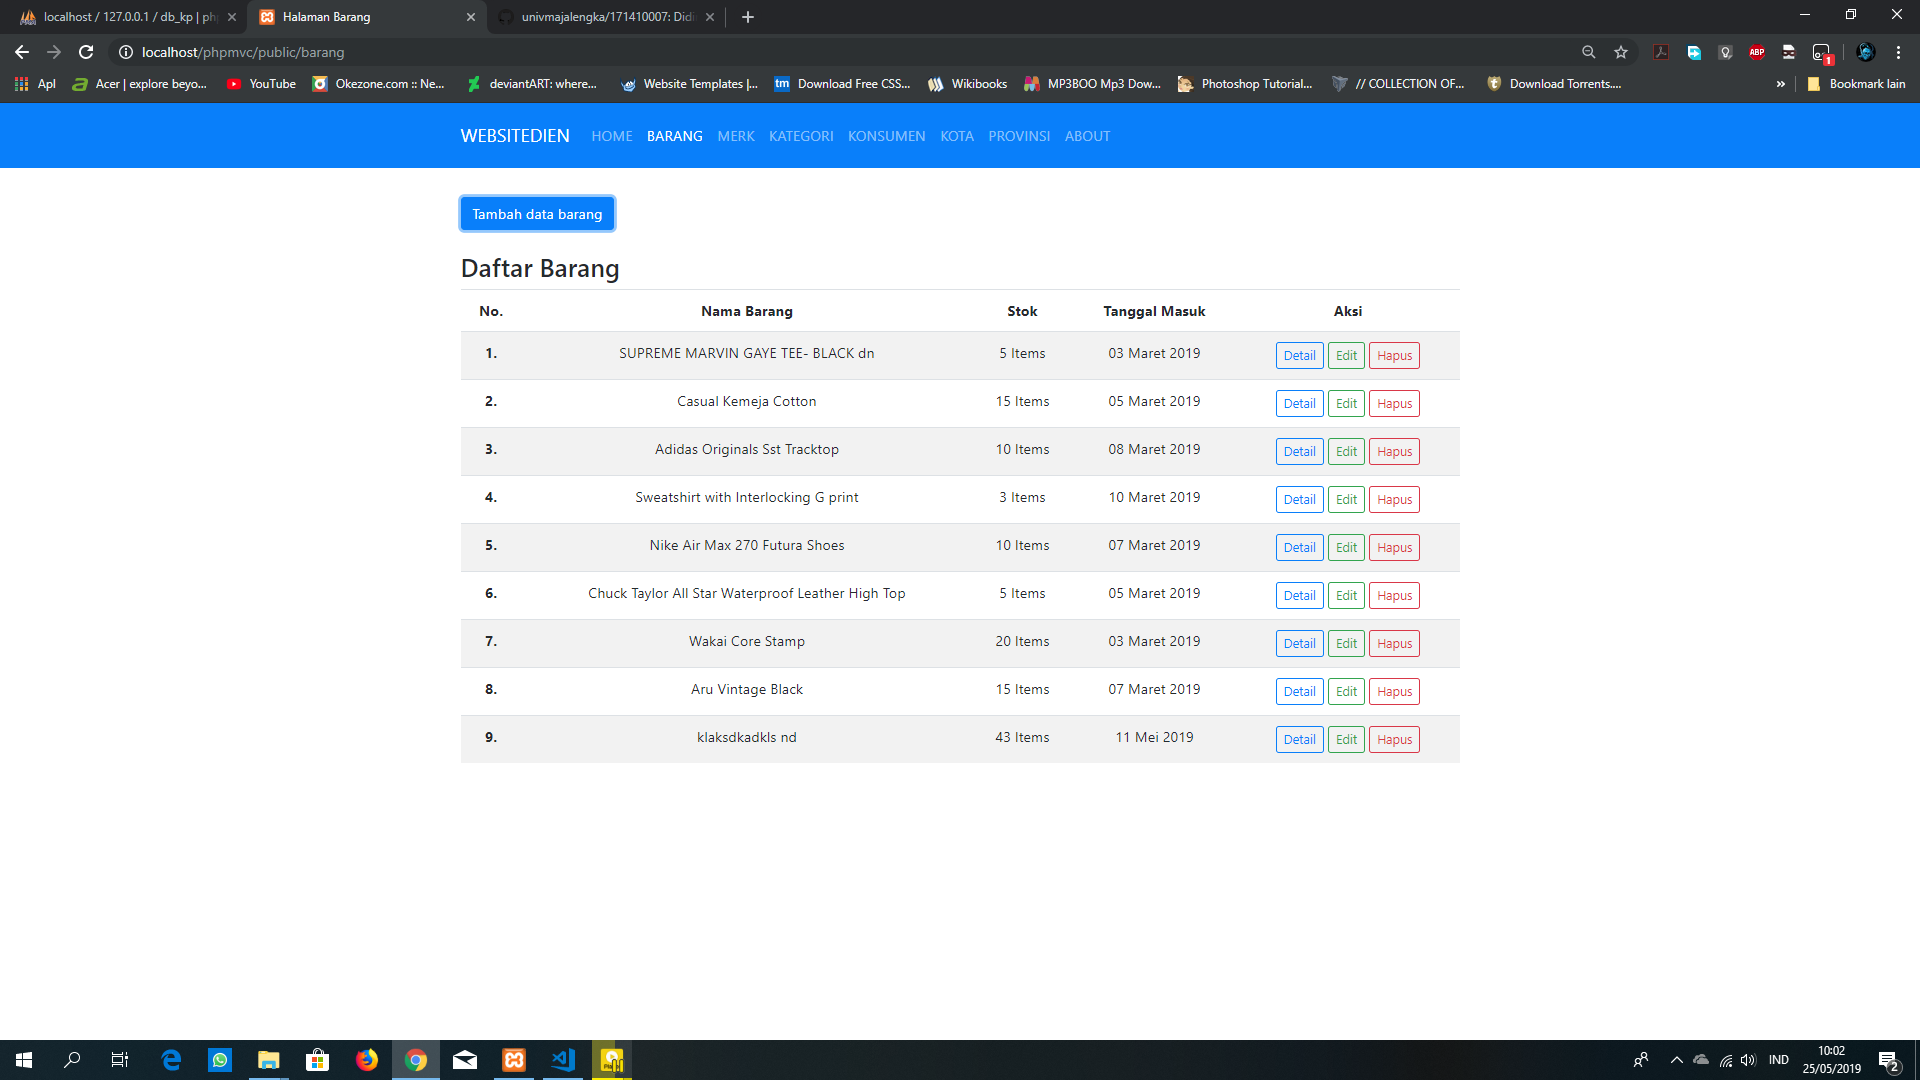 localhost / 127.0.0.1 / db_kp | ph
Halaman Barang
univmajalengka/171410007: Didi
localhost/phpmvc/public/barang
ABP
1
Apl
Acer | explore beyo...
YouTube
Okezone.com :: Ne...
deviantART: where...
Website Templates |...
tm
Download Free CSS...
Wikibooks
MP3BOO Mp3 Dow...
Photoshop Tutorial...
// COLLECTION OF...
Download Torrents....
»
Bookmark lain
WEBSITEDIEN HOME BARANG MERK KATEGORI KONSUMEN KOTA PROVINSI ABOUT
Tambah data barang
Daftar Barang
No. Nama Barang Stok Tanggal Masuk Aksi
1. SUPREME MARVIN GAYE TEE- BLACK dn 5 Items 03 Maret 2019 Detail Edit Hapus
2. Casual Kemeja Cotton 15 Items 05 Maret 2019 Detail Edit Hapus
3. Adidas Originals Sst Tracktop 10 Items 08 Maret 2019 Detail Edit Hapus
4. Sweatshirt with Interlocking G print 3 Items 10 Maret 2019 Detail Edit Hapus
5. Nike Air Max 270 Futura Shoes 10 Items 07 Maret 2019 Detail Edit Hapus
6. Chuck Taylor All Star Waterproof Leather High Top 5 Items 05 Maret 2019 Detail Edit Hapus
7. Wakai Core Stamp 20 Items 03 Maret 2019 Detail Edit Hapus
8. Aru Vintage Black 15 Items 07 Maret 2019 Detail Edit Hapus
9. klaksdkadkls nd 43 Items 11 Mei 2019 Detail Edit Hapus
IND
10:02
25/05/2019
2